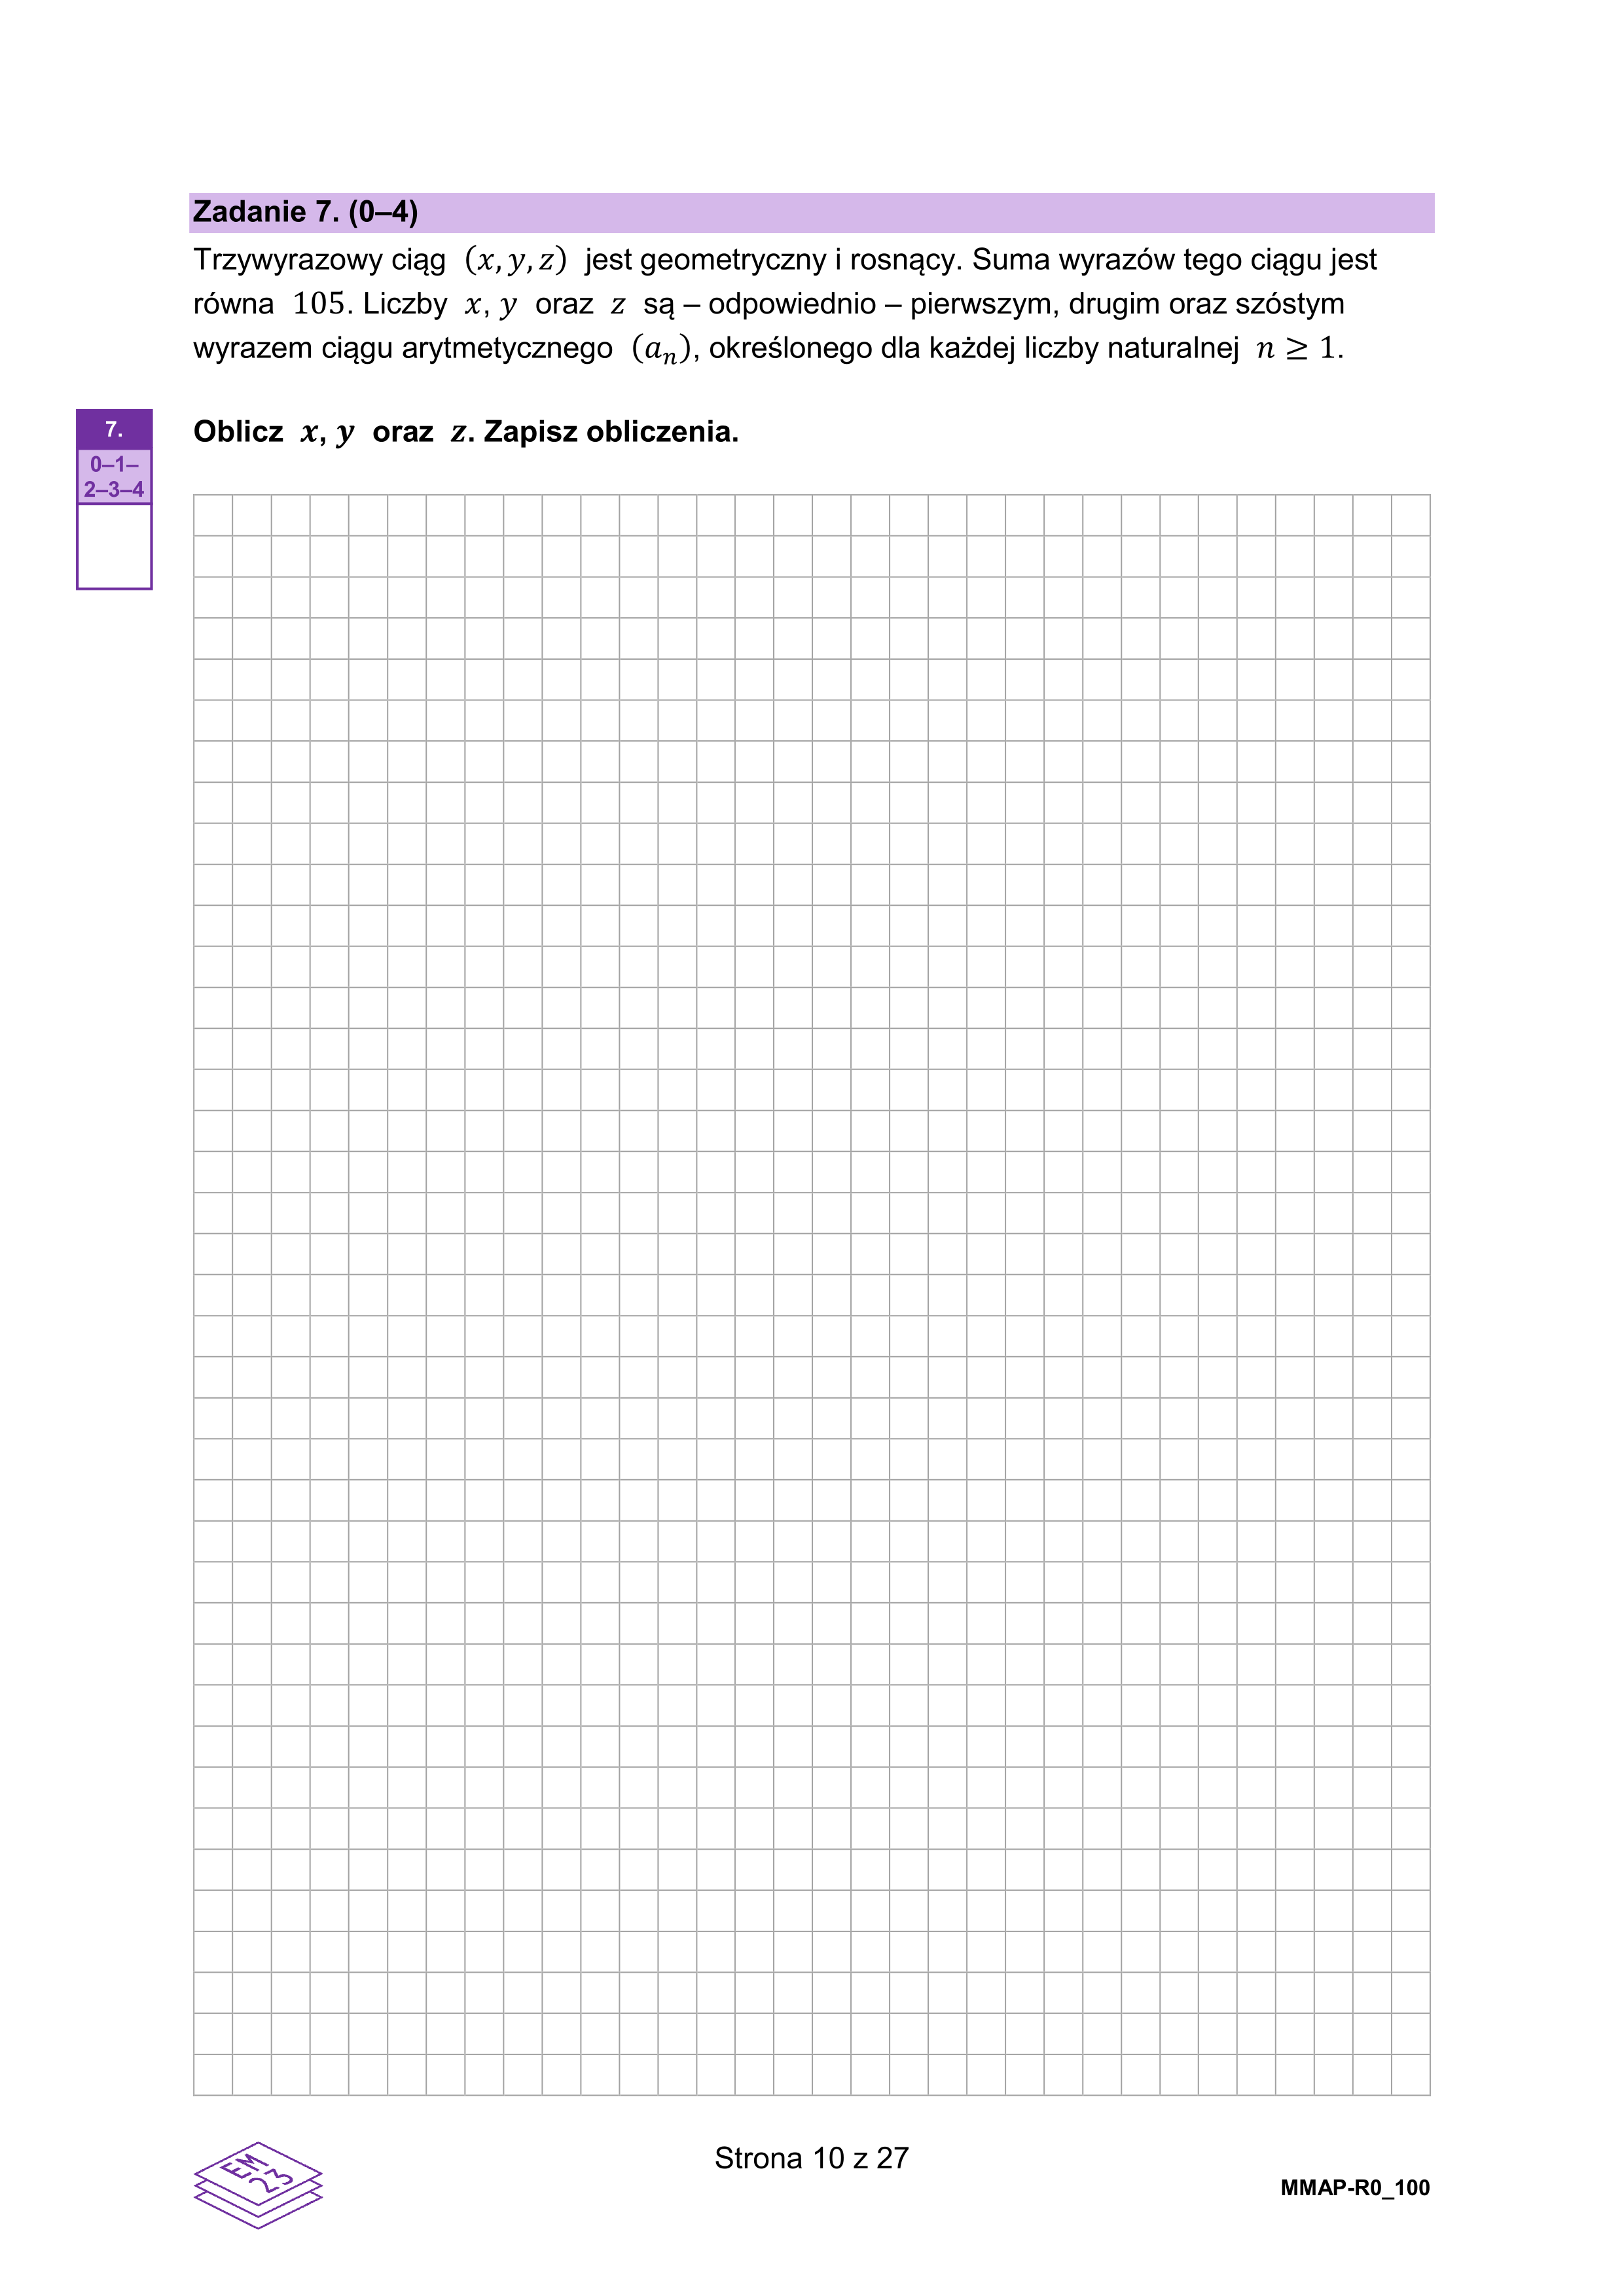 Zadanie 7. (0–4)
Trzywyrazowy ciąg (x, y, z) jest geometryczny i rosnący. Suma wyrazów tego ciągu jest
równa 105. Liczby x, y oraz z są – odpowiednio – pierwszym, drugim oraz szóstym
wyrazem ciągu arytmetycznego (aₙ), określonego dla każdej liczby naturalnej n ≥ 1.
7.
0–1–
2–3–4
Oblicz x, y oraz z. Zapisz obliczenia.
EM
23
Strona 10 z 27
MMAP-R0_100